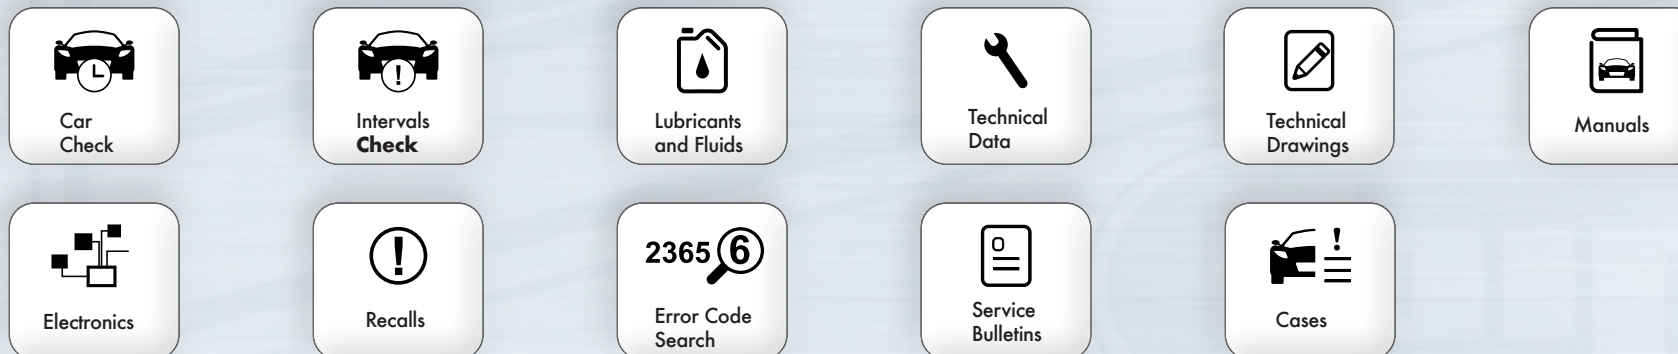 Car
Check
Intervals
Check
Lubricants
and Fluids
Technical
Data
Technical
Drawings
Manuals
Electronics
Recalls
2365 6
Error Code
Search
Service
Bulletins
Cases